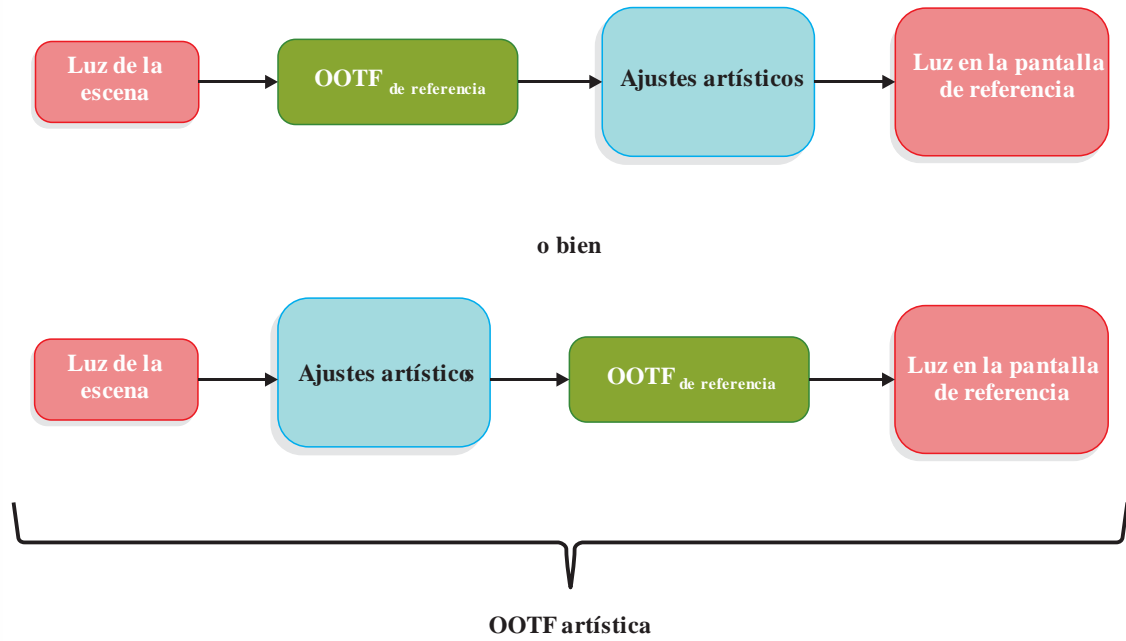 Luz de la
escena
OOTF de referencia
Ajustes artísticos
Luz en la pantalla
de referencia
o bien
Luz de la
escena
Ajustes artísticos
OOTF de referencia
Luz en la pantalla
de referencia
OOTF artística